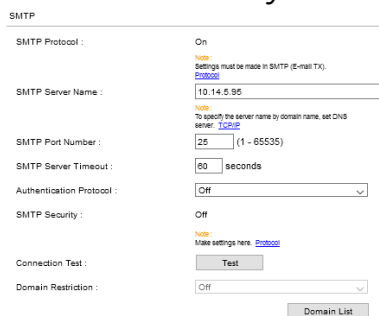 SMTP
SMTP Protocol : On
Note :
Settings must be made in SMTP (E-mail TX).
Protocol
SMTP Server Name : 10.14.5.95
Note :
To specify the server name by domain name, set DNS
server. TCP/IP
SMTP Port Number : 25 (1 - 65535)
SMTP Server Timeout : 60 seconds
Authentication Protocol : Off
SMTP Security : Off
Note :
Make settings here. Protocol
Connection Test : Test
Domain Restriction : Off
Domain List